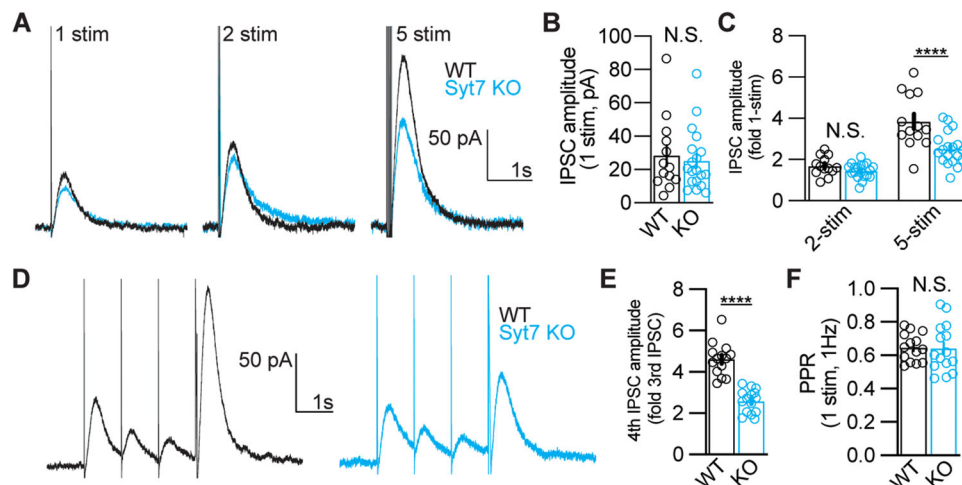 A
1 stim
2 stim
5 stim
WT
Syt7 KO
50 pA
1s
B
N.S.
IPSC amplitude
(1 stim, pA)
100
80
60
40
20
0
WT
KO
C
IPSC amplitude
(fold 1-stim)
8
6
4
2
0
N.S.
****
2-stim
5-stim
D
50 pA
1s
WT
Syt7 KO
E
4th IPSC amplitude
(fold 3rd IPSC)
8
6
4
2
0
****
WT
KO
F
N.S.
PPR
(1 stim, 1Hz)
1.0
0.8
0.6
0.4
0.2
0.0
WT
KO